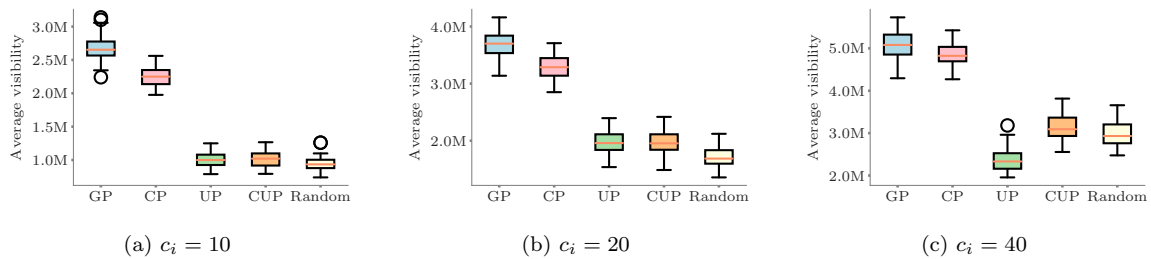 Average visibility
3.0M
2.5M
2.0M
1.5M
1.0M
GP CP UP CUP Random
(a) c_i = 10
Average visibility
4.0M
3.0M
2.0M
GP CP UP CUP Random
(b) c_i = 20
Average visibility
5.0M
4.0M
3.0M
2.0M
GP CP UP CUP Random
(c) c_i = 40